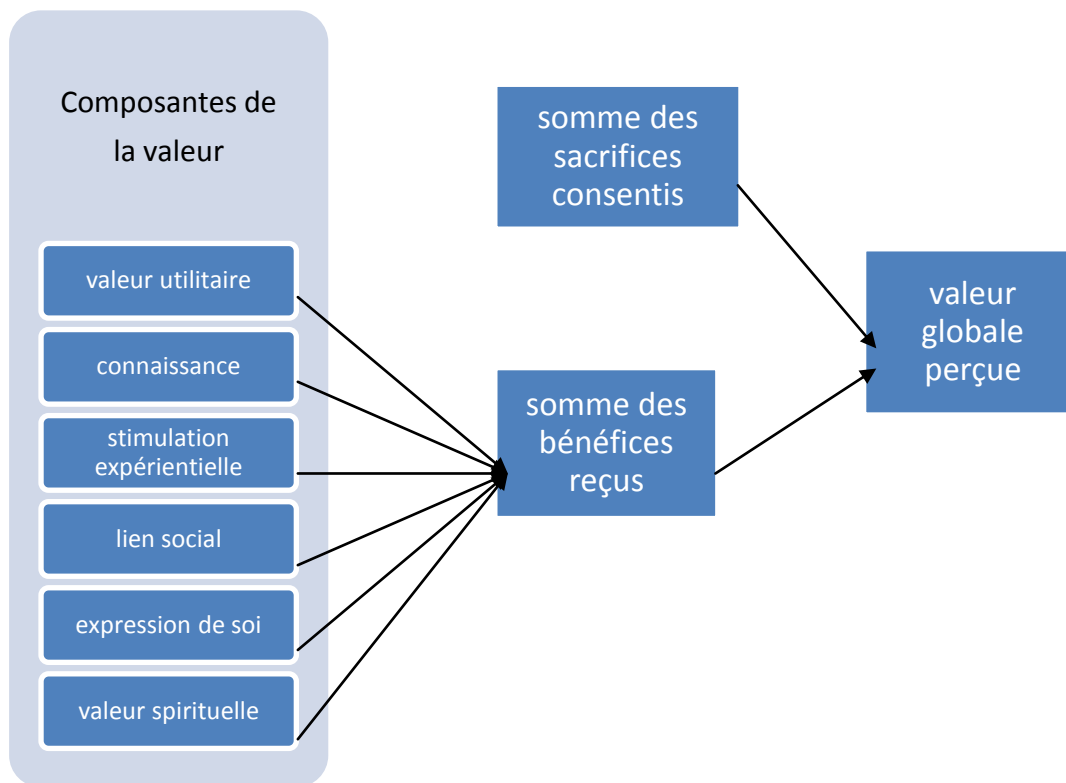 Composantes de
la valeur
valeur utilitaire
connaissance
stimulation
expérientielle
lien social
expression de soi
valeur spirituelle
somme des
sacrifices
consentis
somme des
bénéfices
reçus
valeur
globale
perçue